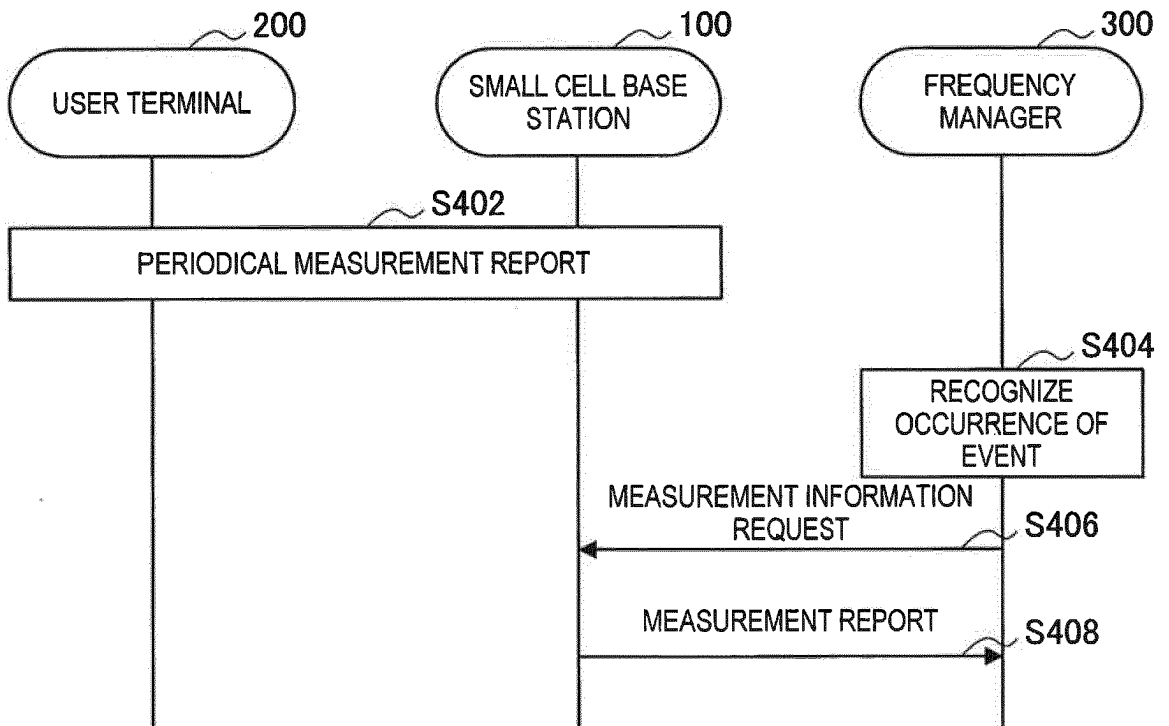 200
100
300
USER TERMINAL
SMALL CELL BASE
STATION
FREQUENCY
MANAGER
S402
PERIODICAL MEASUREMENT REPORT
S404
RECOGNIZE
OCCURRENCE OF
EVENT
MEASUREMENT INFORMATION
REQUEST
S406
MEASUREMENT REPORT
S408